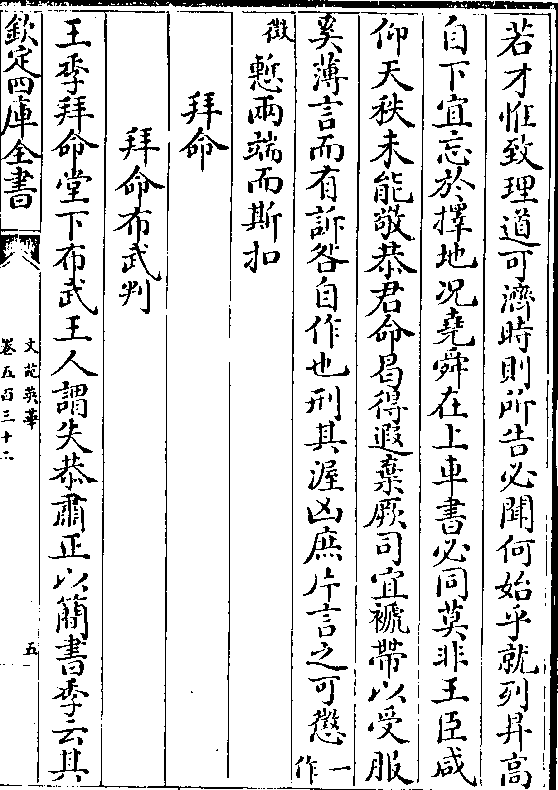 若才惟致理道可濟時則所告必聞何始乎就列昇高
自下宜忘於擇地况堯舜在上車書必同莫非王臣咸
仰天秩未能敬恭君命曷得遐棄厥司宜褫帶以受服
奚薄言而有訴咎自作也刑其渥凶庶片言之可懲一作
徴慙兩端而斯扣
拜命
拜命布武判
王季拜命堂下布武王人謂失恭肅正以簡書季云其
欽定四庫全書
文苑英華
卷五百三十二
五